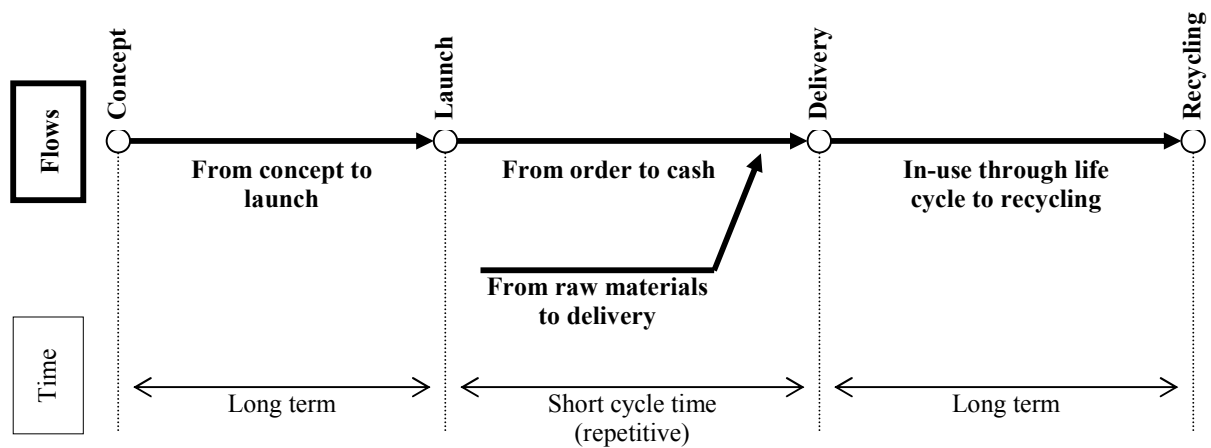 Concept
Launch
Delivery
Recycling
Flows
From concept to
launch
From order to cash
In-use through life
cycle to recycling
From raw materials
to delivery
Time
Long term
Short cycle time
(repetitive)
Long term